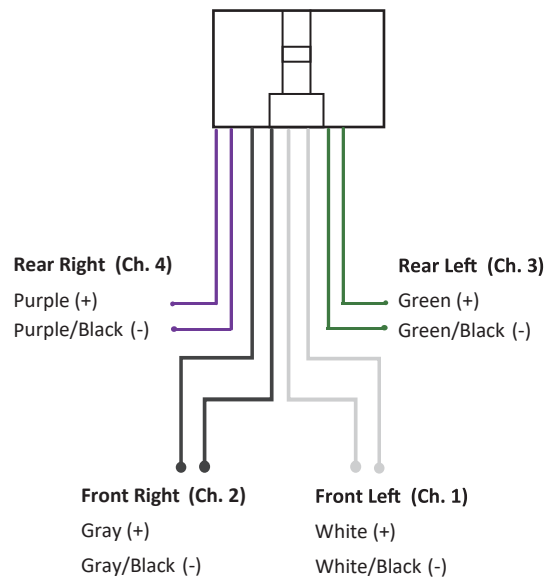 Rear Right (Ch. 4)
Purple (+)
Purple/Black (-)
Rear Left (Ch. 3)
Green (+)
Green/Black (-)
Front Right (Ch. 2)
Gray (+)
Gray/Black (-)
Front Left (Ch. 1)
White (+)
White/Black (-)